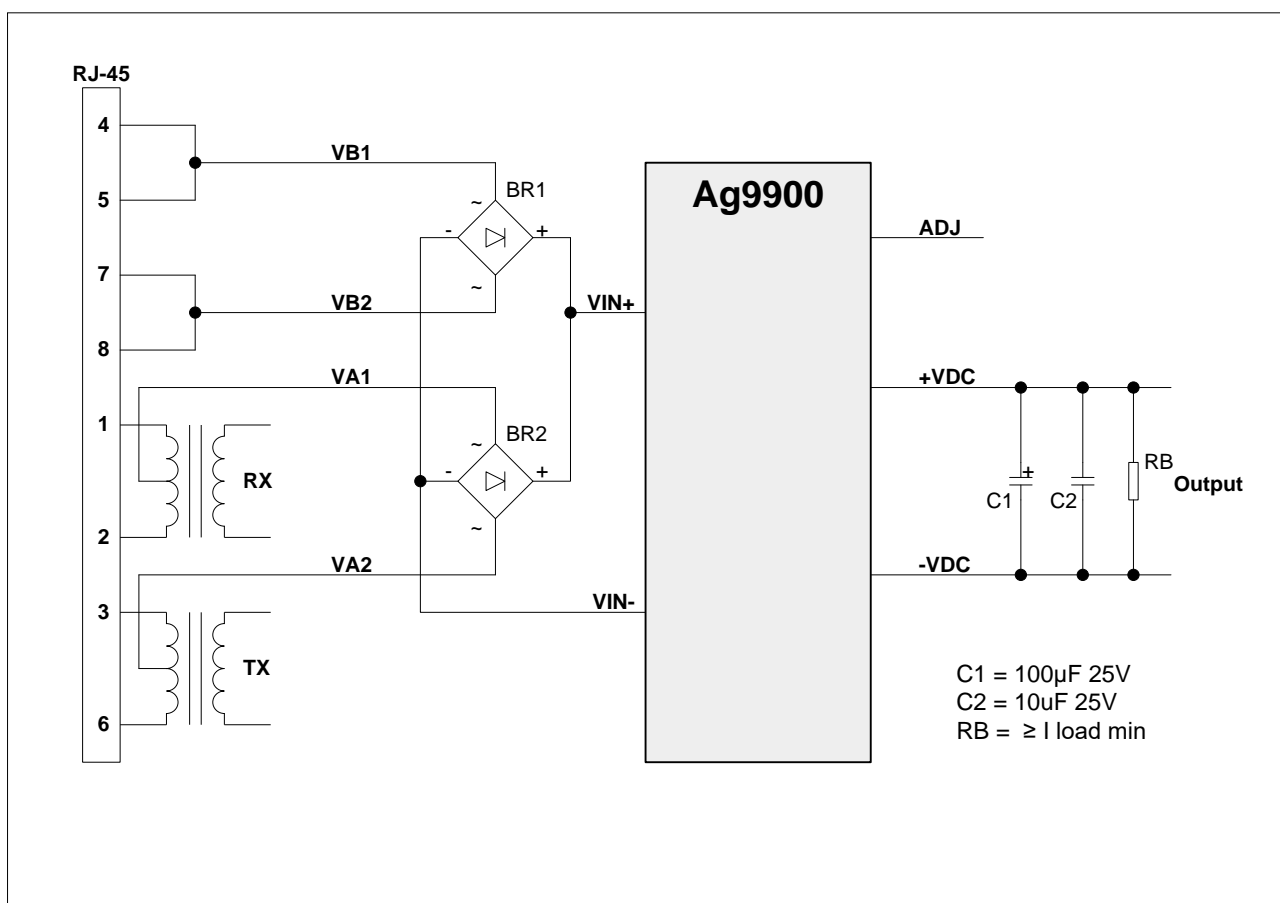 RJ-45
4
5
7
8
1
2
3
6
VB1
VB2
VA1
VA2
BR1
~
-
+
~
BR2
~
-
+
~
RX
TX
VIN+
VIN-
Ag9900
ADJ
+VDC
-VDC
+
C1
C2
RB
Output
C1 = 100µF 25V
C2 = 10uF 25V
RB = ≥ I load min